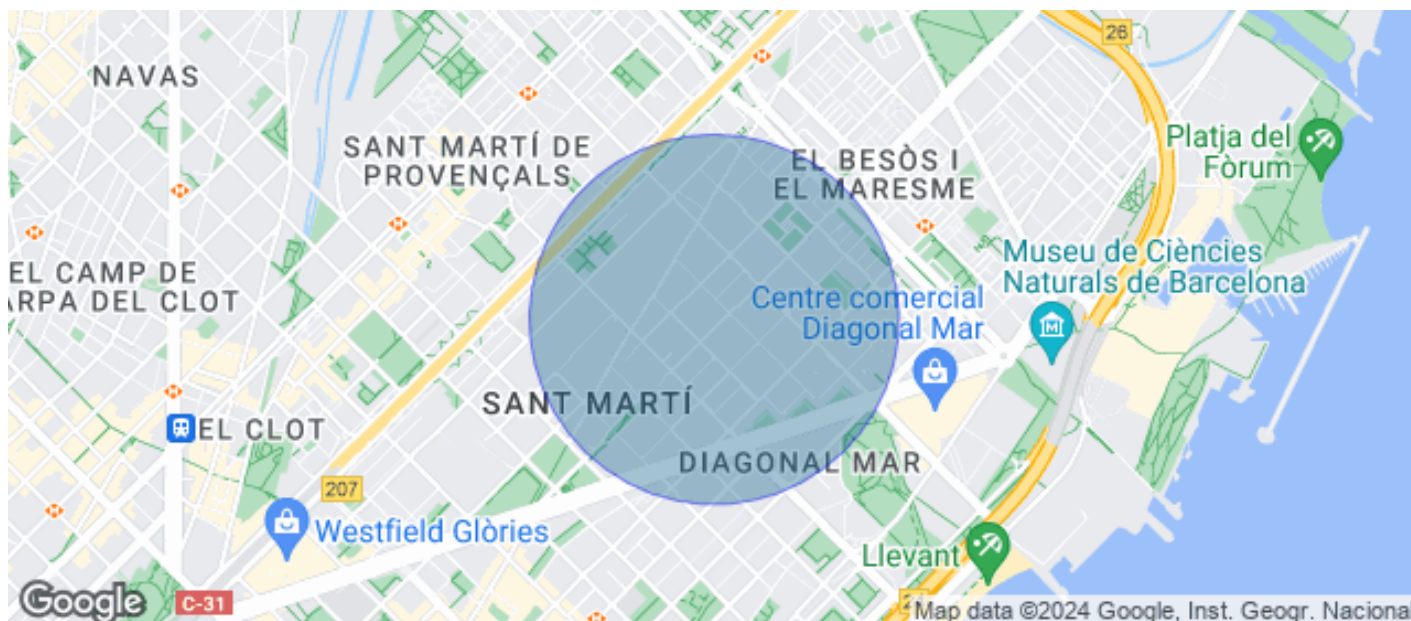 26
NAVAS
SANT MARTÍ DE
PROVENÇALS
EL BESÒS I
EL MARESME
Platja del
Fòrum
EL CAMP DE
ARPA DEL CLOT
Museu de Ciències
Naturals de Barcelona
Centre comercial
Diagonal Mar
SANT MARTÍ
EL CLOT
DIAGONAL MAR
207
Westfield Glòries
Llevant
Google
C-31
Map data ©2024 Google, Inst. Geogr. Nacional